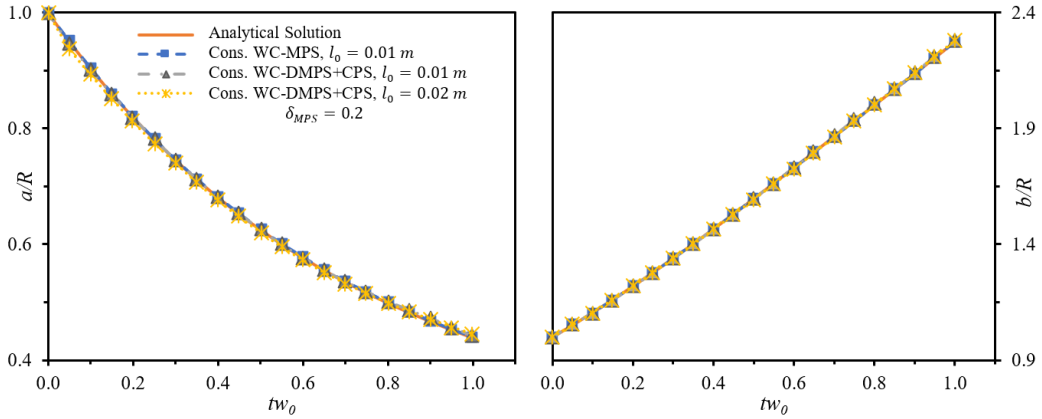 1.0
0.8
0.6
0.4
a/R
Analytical Solution
Cons. WC-MPS, l₀ = 0.01 m
Cons. WC-DMPS+CPS, l₀ = 0.01 m
Cons. WC-DMPS+CPS, l₀ = 0.02 m
δ_MPS = 0.2
0.0 0.2 0.4 0.6 0.8 1.0
tw₀
2.4
1.9
1.4
0.9
b/R
0.0 0.2 0.4 0.6 0.8 1.0
tw₀